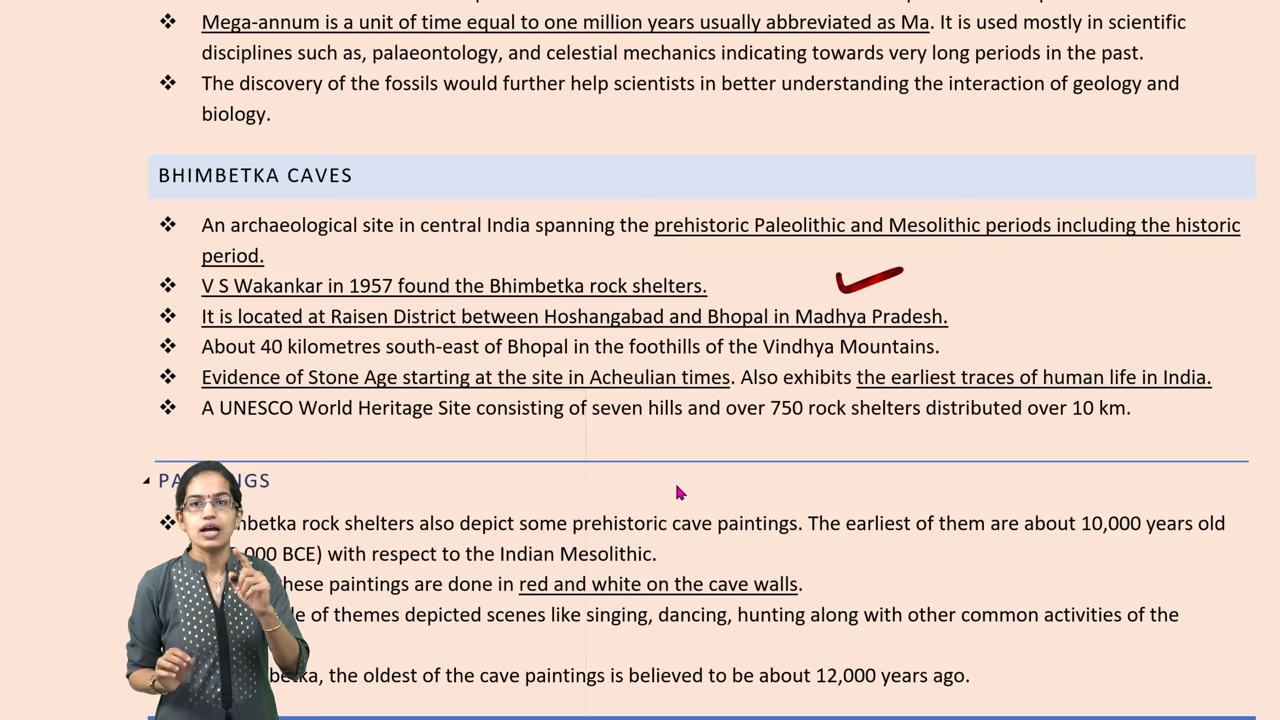 ❖ Mega-annum is a unit of time equal to one million years usually abbreviated as Ma. It is used mostly in scientific
disciplines such as, palaeontology, and celestial mechanics indicating towards very long periods in the past.
❖ The discovery of the fossils would further help scientists in better understanding the interaction of geology and
biology.
BHIMBETKA CAVES
❖ An archaeological site in central India spanning the prehistoric Paleolithic and Mesolithic periods including the historic
period.
❖ V S Wakankar in 1957 found the Bhimbetka rock shelters.
❖ It is located at Raisen District between Hoshangabad and Bhopal in Madhya Pradesh.
❖ About 40 kilometres south-east of Bhopal in the foothills of the Vindhya Mountains.
❖ Evidence of Stone Age starting at the site in Acheulian times. Also exhibits the earliest traces of human life in India.
❖ A UNESCO World Heritage Site consisting of seven hills and over 750 rock shelters distributed over 10 km.
❖ rock shelters also depict some prehistoric cave paintings. The earliest of them are about 10,000 years old
BCE) with respect to the Indian Mesolithic.
these paintings are done in red and white on the cave walls.
of themes depicted scenes like singing, dancing, hunting along with other common activities of the
the oldest of the cave paintings is believed to be about 12,000 years ago.